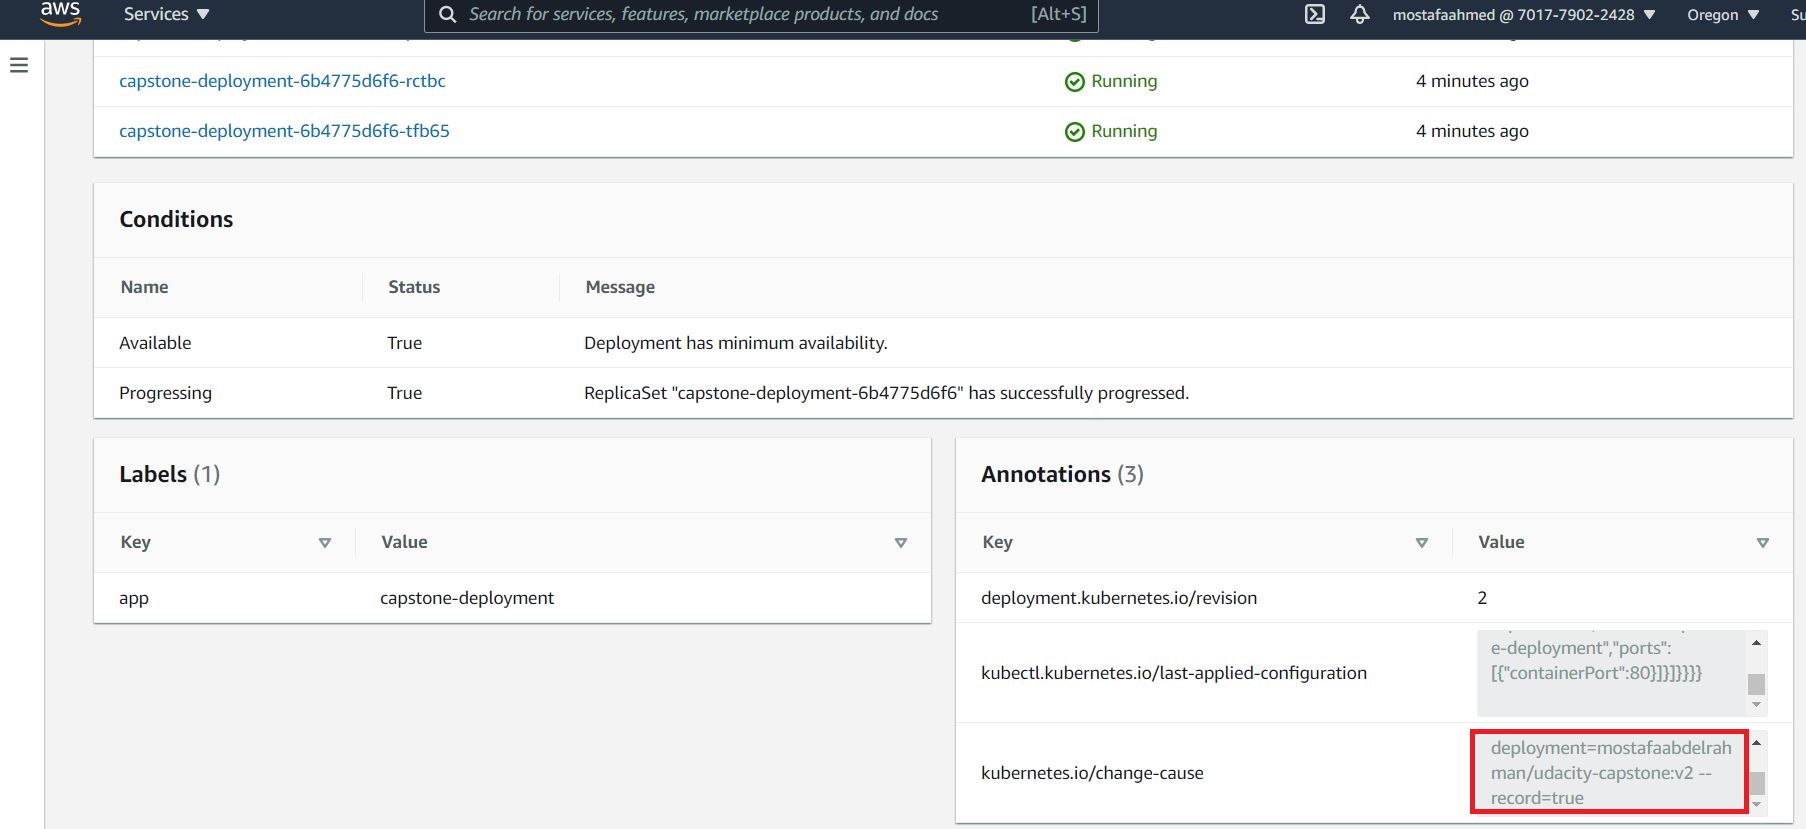 aws Services Search for services, features, marketplace products, and docs [Alt+S] mostafaahmed @ 7017-7902-2428 Oregon Su
capstone-deployment-6b4775d6f6-rctbc Running 4 minutes ago
capstone-deployment-6b4775d6f6-tfb65 Running 4 minutes ago
Conditions
Name Status Message
Available True Deployment has minimum availability.
Progressing True ReplicaSet "capstone-deployment-6b4775d6f6" has successfully progressed.
Labels (1)
Key Value
app capstone-deployment
Annotations (3)
Key Value
deployment.kubernetes.io/revision 2
kubectl.kubernetes.io/last-applied-configuration
e-deployment","ports":
[{"containerPort":80}]}]}}}}
kubernetes.io/change-cause
deployment=mostafaabdelrah
man/udacity-capstone:v2 --
record=true